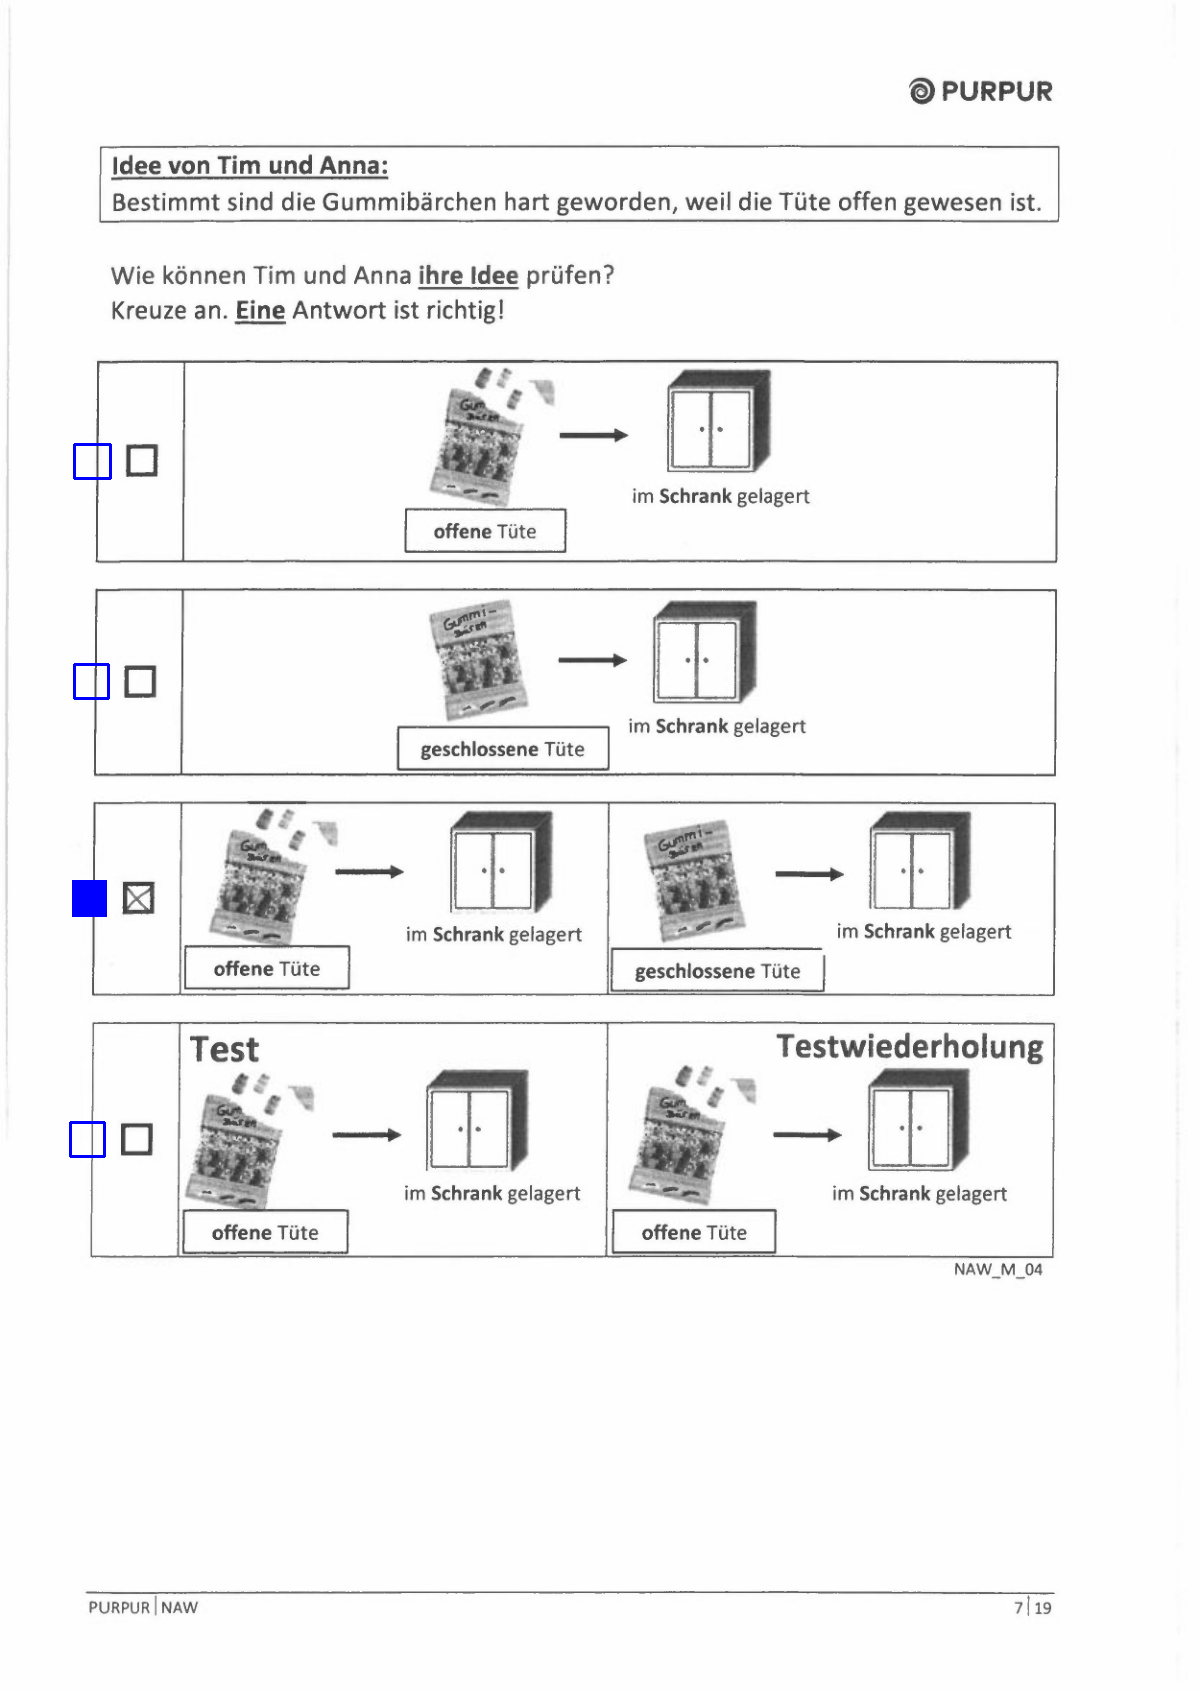 PURPUR
Idee von Tim und Anna:
Bestimmt sind die Gummibärchen hart geworden, weil die Tüte offen gewesen ist.
Wie können Tim und Anna ihre Idee prüfen?
Kreuze an. Eine Antwort ist richtig!
Gum
Bären
im Schrank gelagert
offene Tüte
Gummi-
Bären
im Schrank gelagert
geschlossene Tüte
Gum
Bären
im Schrank gelagert
offene Tüte
Gummi-
Bären
im Schrank gelagert
geschlossene Tüte
Test
Gum
Bären
im Schrank gelagert
offene Tüte
Testwiederholung
Gum
Bären
im Schrank gelagert
offene Tüte
NAW_M_04
PURPUR | NAW
7 | 19